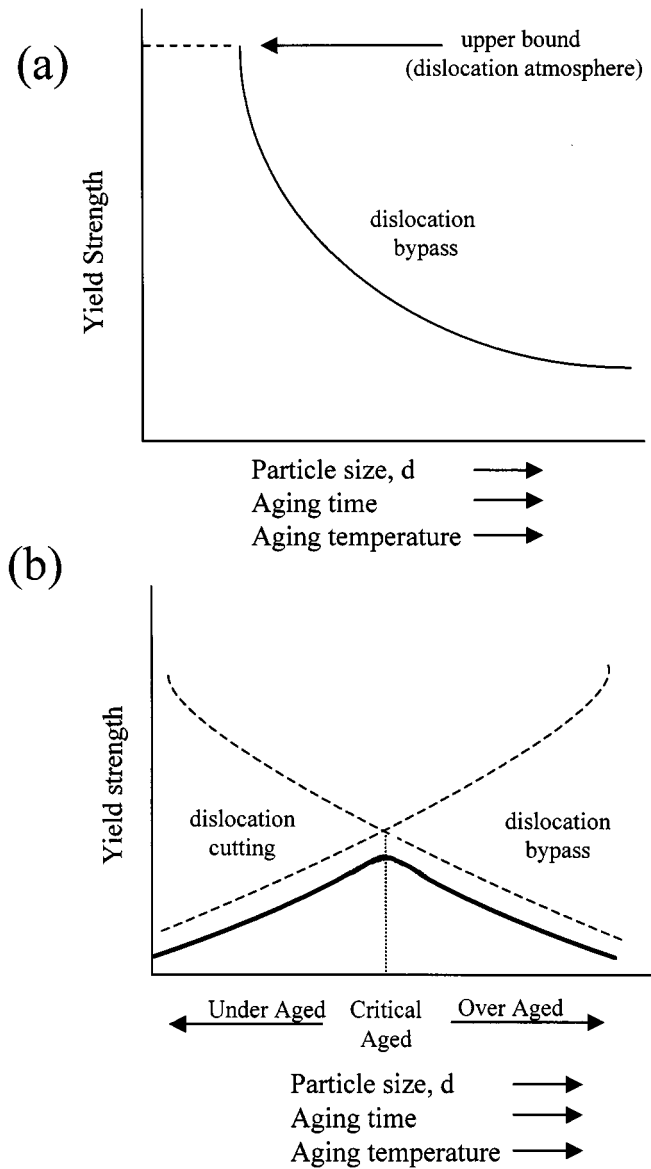 (a)
upper bound
(dislocation atmosphere)
Yield Strength
dislocation
bypass
Particle size, d
Aging time
Aging temperature
(b)
Yield strength
dislocation
cutting
dislocation
bypass
Under Aged
Critical
Aged
Over Aged
Particle size, d
Aging time
Aging temperature